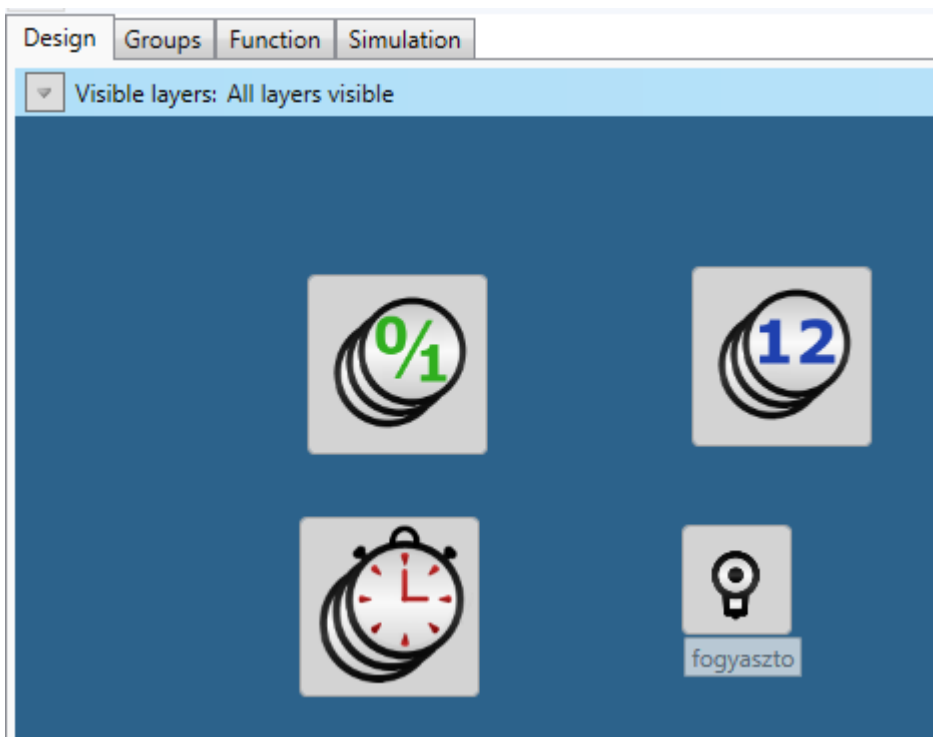 Design Groups Function Simulation
Visible layers: All layers visible
0/1
12
fogyaszto